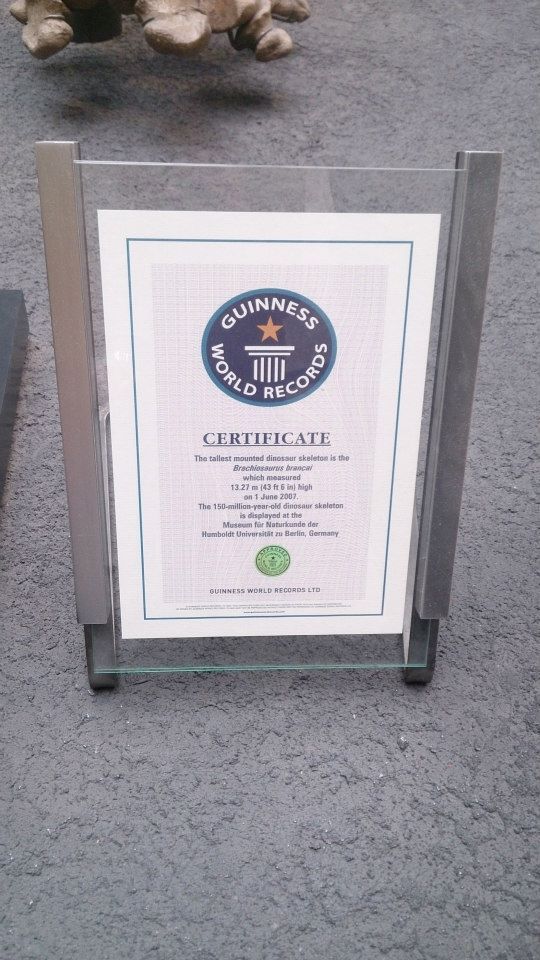 GUINNESS
WORLD RECORDS
CERTIFICATE
The tallest mounted dinosaur skeleton is the
Brachiosaurus brancai
which measured
13.27 m (43 ft 6 in) high
on 1 June 2007.
The 150-million-year-old dinosaur skeleton
is displayed at the
Museum für Naturkunde der
Humboldt Universität zu Berlin, Germany
APPROVED
GUINNESS WORLD RECORDS LTD